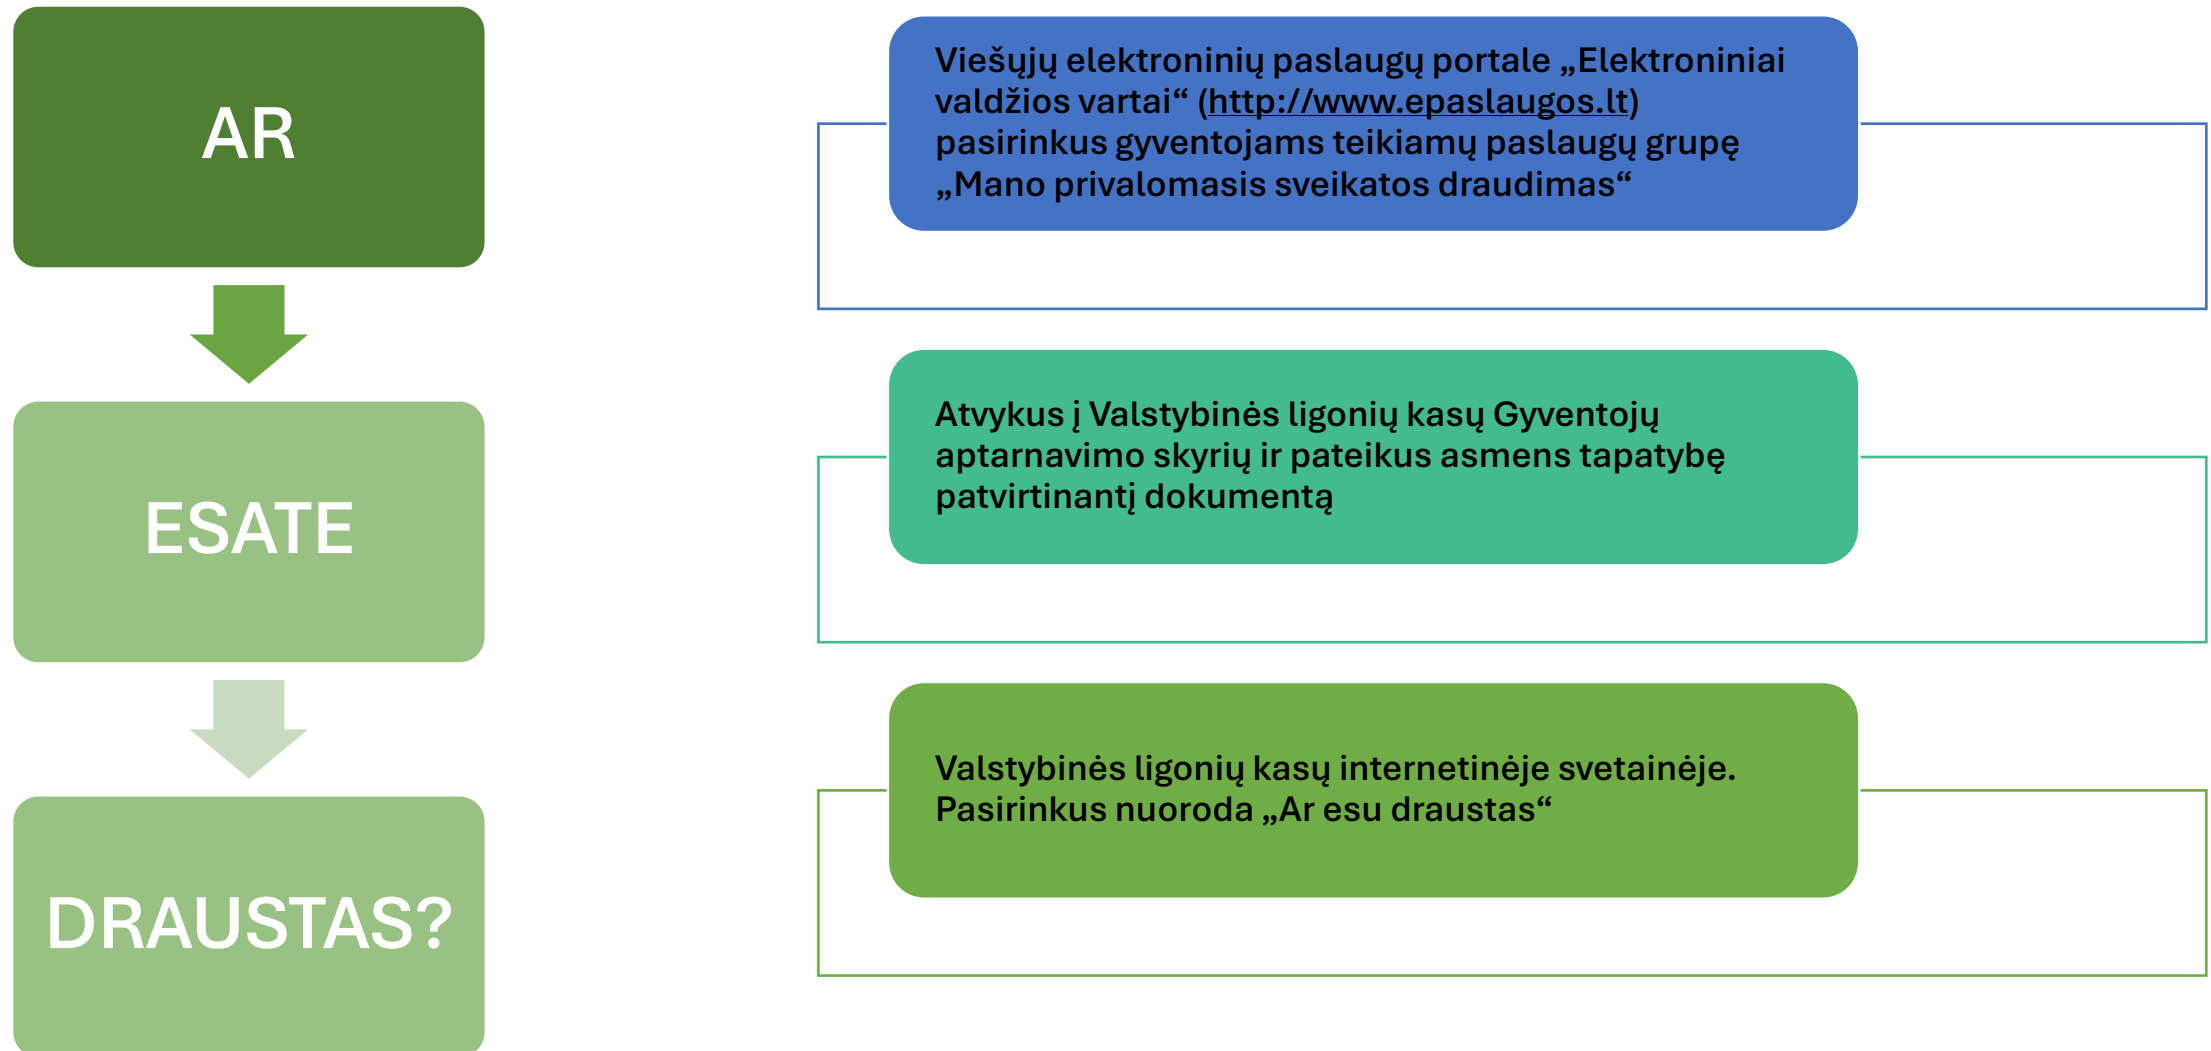 AR
ESATE
DRAUSTAS?
Viešųjų elektroninių paslaugų portale „Elektroniniai
valdžios vartai“ (http://www.epaslaugos.lt)
pasirinkus gyventojams teikiamų paslaugų grupę
„Mano privalomasis sveikatos draudimas“
Atvykus į Valstybinės ligonių kasų Gyventojų
aptarnavimo skyrių ir pateikus asmens tapatybę
patvirtinantį dokumentą
Valstybinės ligonių kasų internetinėje svetainėje.
Pasirinkus nuoroda „Ar esu draustas“